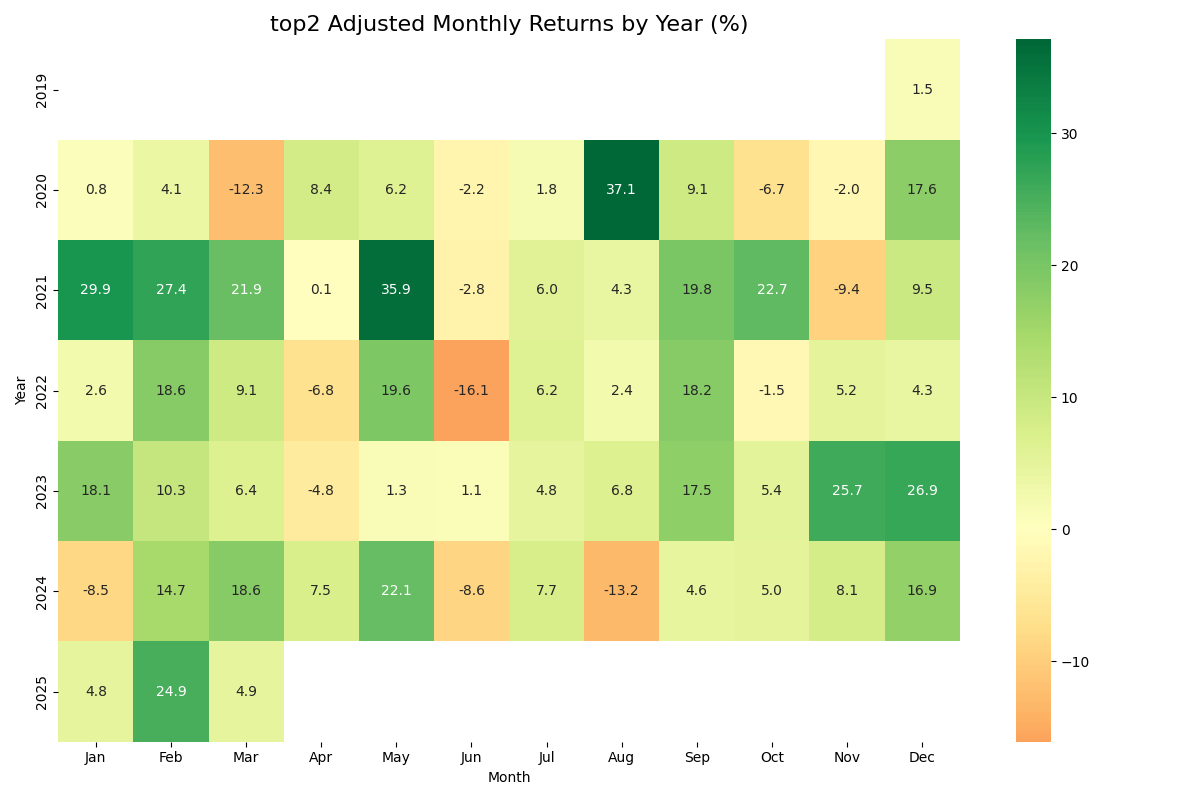 top2 Adjusted Monthly Returns by Year (%)
2019 1.5
2020 0.8 4.1 -12.3 8.4 6.2 -2.2 1.8 37.1 9.1 -6.7 -2.0 17.6
2021 29.9 27.4 21.9 0.1 35.9 -2.8 6.0 4.3 19.8 22.7 -9.4 9.5
2022 2.6 18.6 9.1 -6.8 19.6 -16.1 6.2 2.4 18.2 -1.5 5.2 4.3
2023 18.1 10.3 6.4 -4.8 1.3 1.1 4.8 6.8 17.5 5.4 25.7 26.9
2024 -8.5 14.7 18.6 7.5 22.1 -8.6 7.7 -13.2 4.6 5.0 8.1 16.9
2025 4.8 24.9 4.9
Jan Feb Mar Apr May Jun Jul Aug Sep Oct Nov Dec
Month
Year
30
20
10
0
−10